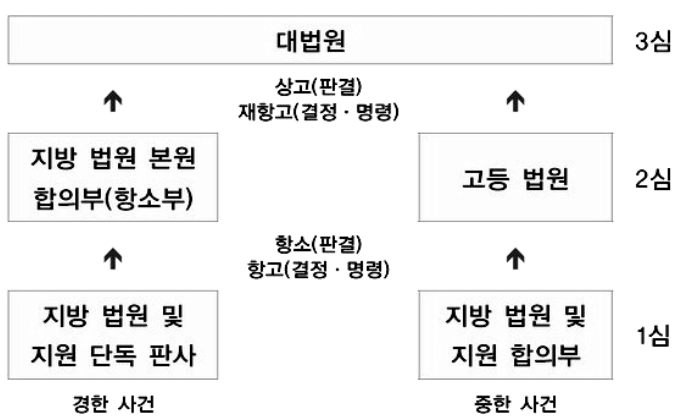 대법원
3심
상고(판결)
재항고(결정 · 명령)
지방 법원 본원
합의부(항소부)
고등 법원
2심
항소(판결)
항고(결정 · 명령)
지방 법원 및
지원 단독 판사
지방 법원 및
지원 합의부
1심
경한 사건
중한 사건